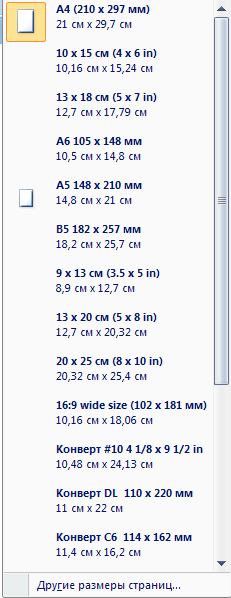 A4 (210 x 297 мм)
21 см x 29,7 см
10 x 15 см (4 x 6 in)
10,16 см x 15,24 см
13 x 18 см (5 x 7 in)
12,7 см x 17,79 см
A6 105 x 148 мм
10,5 см x 14,8 см
A5 148 x 210 мм
14,8 см x 21 см
B5 182 x 257 мм
18,2 см x 25,7 см
9 x 13 см (3.5 x 5 in)
8,9 см x 12,7 см
13 x 20 см (5 x 8 in)
12,7 см x 20,32 см
20 x 25 см (8 x 10 in)
20,32 см x 25,4 см
16:9 wide size (102 x 181 мм)
10,16 см x 18,06 см
Конверт #10 4 1/8 x 9 1/2 in
10,48 см x 24,13 см
Конверт DL 110 x 220 мм
11 см x 22 см
Конверт C6 114 x 162 мм
11,4 см x 16,2 см
Другие размеры страниц...